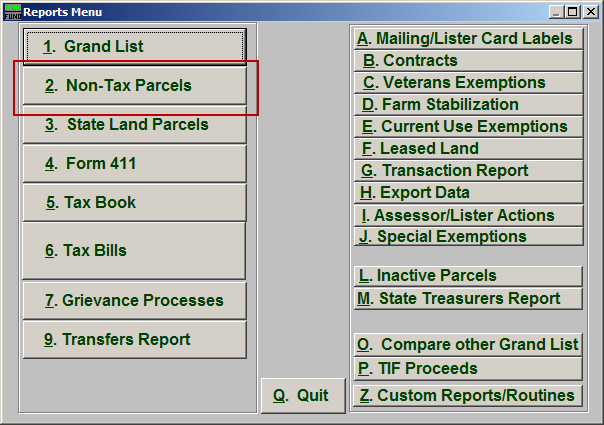 Reports Menu
FUND
1. Grand List
2. Non-Tax Parcels
3. State Land Parcels
4. Form 411
5. Tax Book
6. Tax Bills
7. Grievance Processes
9. Transfers Report
Q. Quit
A. Mailing/Lister Card Labels
B. Contracts
C. Veterans Exemptions
D. Farm Stabilization
E. Current Use Exemptions
F. Leased Land
G. Transaction Report
H. Export Data
I. Assessor/Lister Actions
J. Special Exemptions
L. Inactive Parcels
M. State Treasurers Report
O. Compare other Grand List
P. TIF Proceeds
Z. Custom Reports/Routines